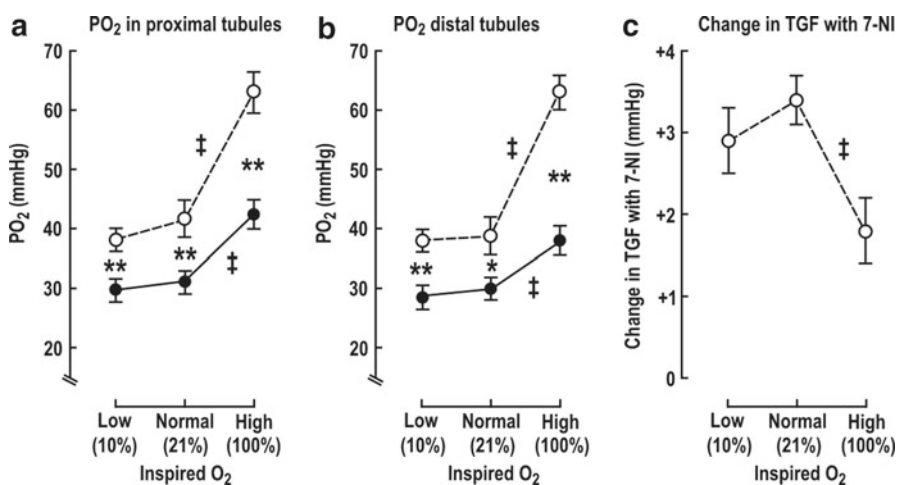 a PO2 in proximal tubules
70
60
50
40
30
20
PO2 (mmHg)
‡
**
**
**
‡
Low
(10%)
Normal
(21%)
High
(100%)
Inspired O2
b PO2 distal tubules
70
60
50
40
30
20
PO2 (mmHg)
‡
**
**
*
‡
Low
(10%)
Normal
(21%)
High
(100%)
Inspired O2
c Change in TGF with 7-NI
+4
+3
+2
+1
0
Change in TGF with 7-NI (mmHg)
‡
Low
(10%)
Normal
(21%)
High
(100%)
Inspired O2